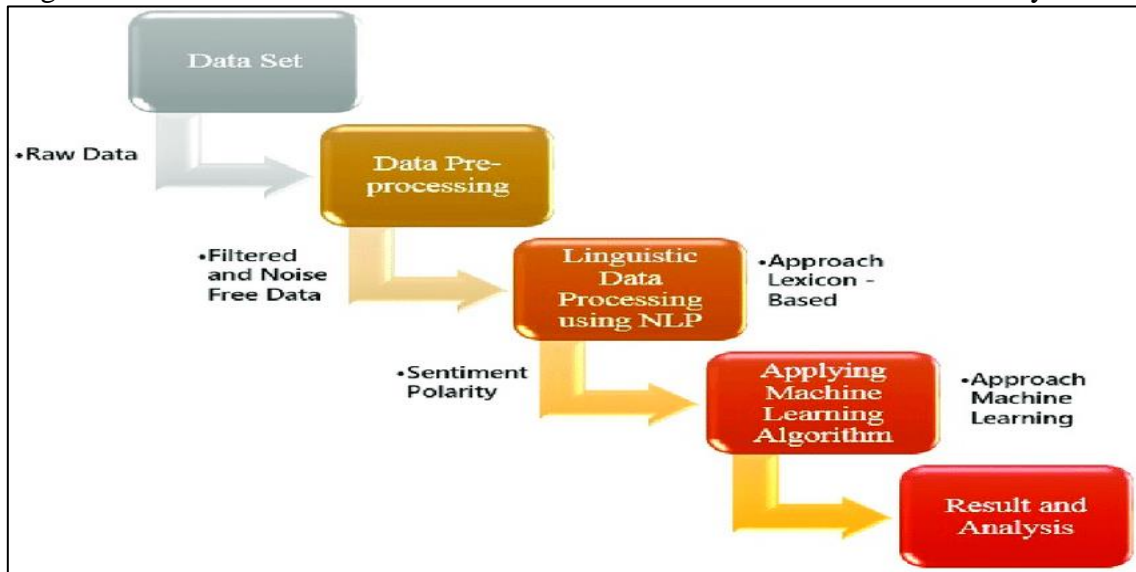 Data Set
•Raw Data
Data Pre-
processing
•Filtered
and Noise
Free Data
Linguistic
Data
Processing
using NLP
•Approach
Lexicon -
Based
•Sentiment
Polarity
Applying
Machine
Learning
Algorithm
•Approach
Machine
Learning
Result and
Analysis